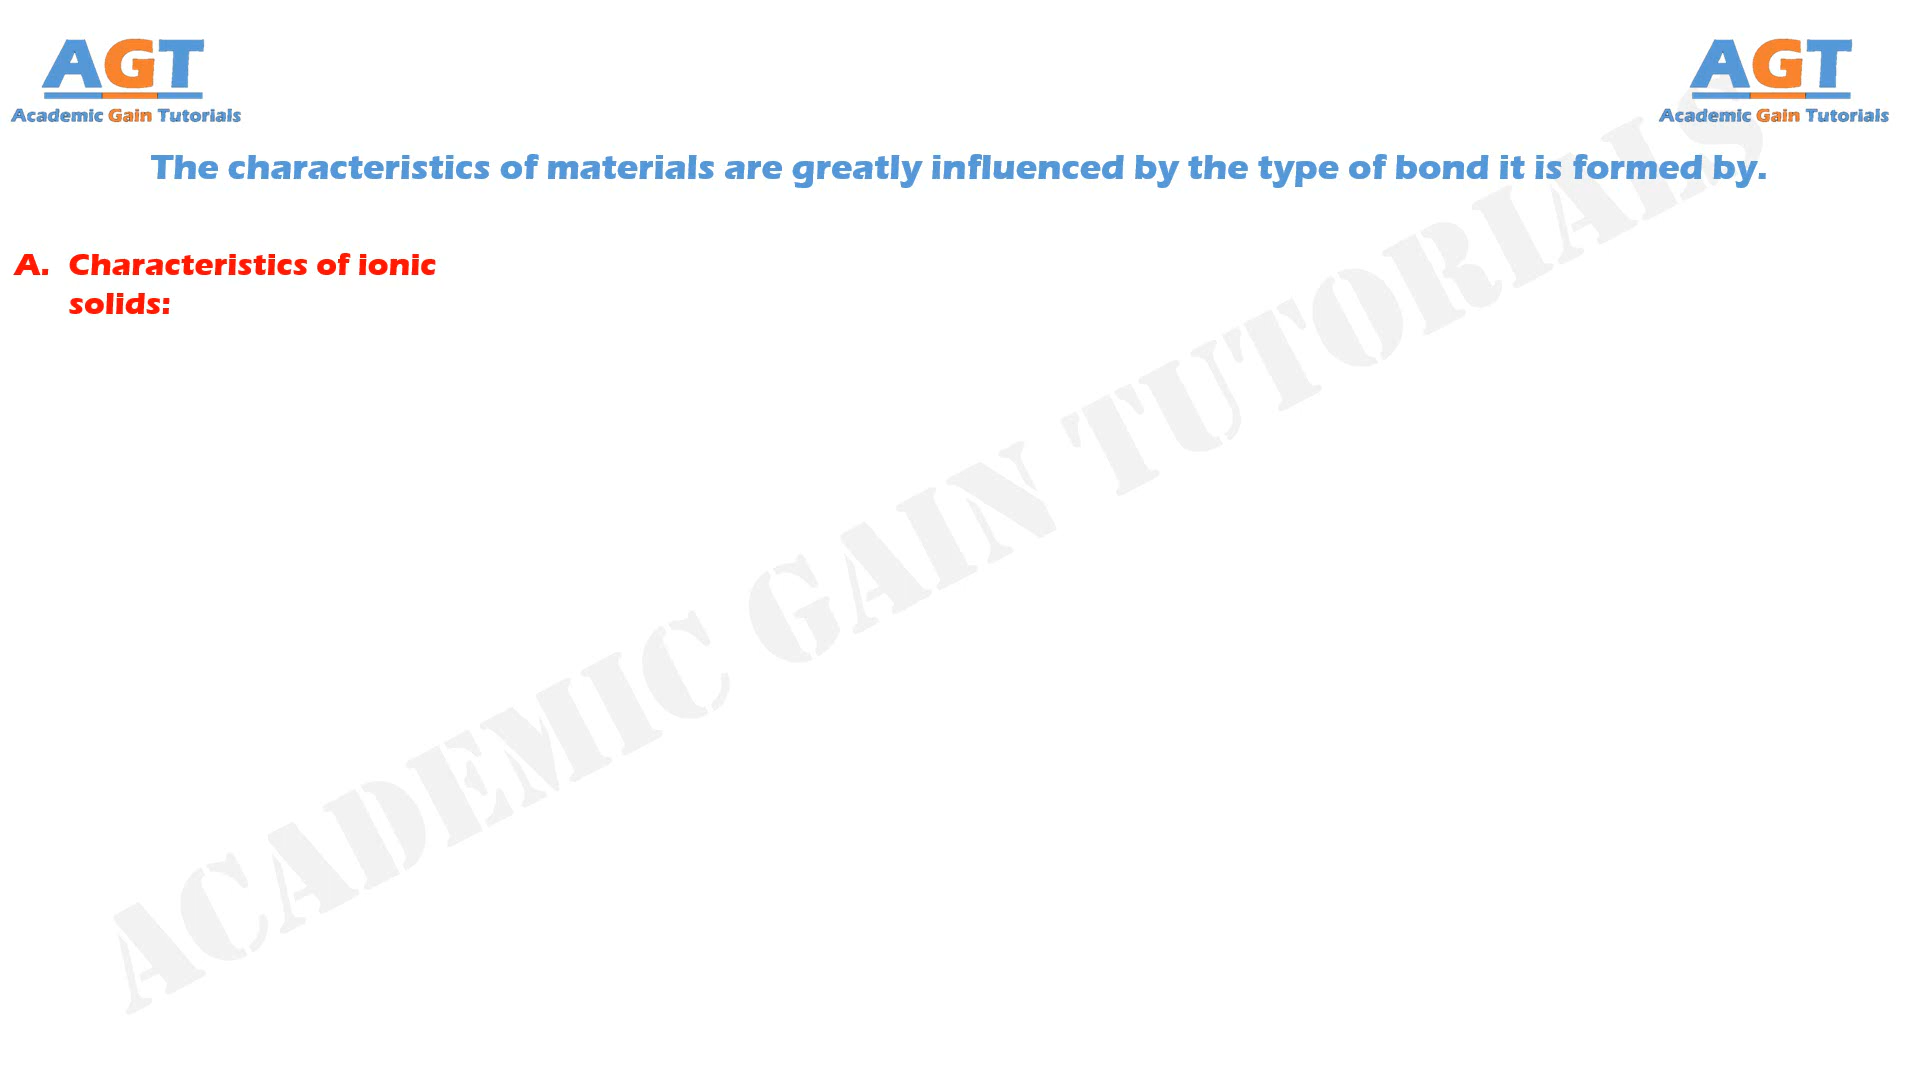 AGT
Academic Gain Tutorials
AGT
Academic Gain Tutorials
The characteristics of materials are greatly influenced by the type of bond it is formed by.
A. Characteristics of ionic
solids:
ACADEMIC GAIN TUTORIALS